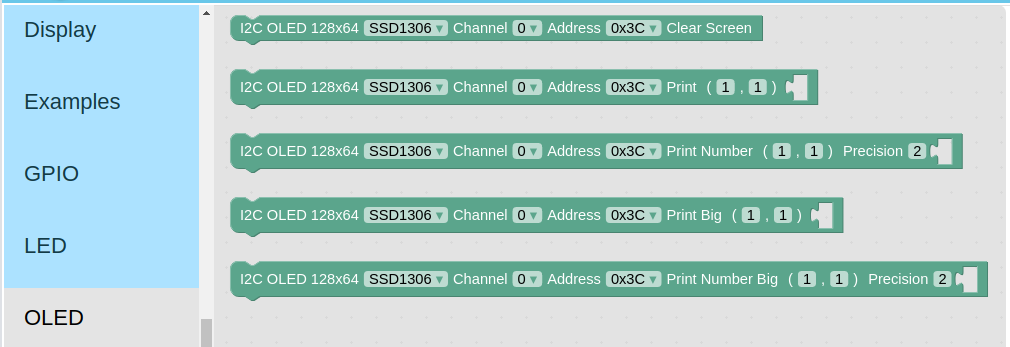 Display
Examples
GPIO
LED
OLED
I2C OLED 128x64 SSD1306 ▾ Channel 0 ▾ Address 0x3C ▾ Clear Screen
I2C OLED 128x64 SSD1306 ▾ Channel 0 ▾ Address 0x3C ▾ Print ( 1 , 1 )
I2C OLED 128x64 SSD1306 ▾ Channel 0 ▾ Address 0x3C ▾ Print Number ( 1 , 1 ) Precision 2
I2C OLED 128x64 SSD1306 ▾ Channel 0 ▾ Address 0x3C ▾ Print Big ( 1 , 1 )
I2C OLED 128x64 SSD1306 ▾ Channel 0 ▾ Address 0x3C ▾ Print Number Big ( 1 , 1 ) Precision 2